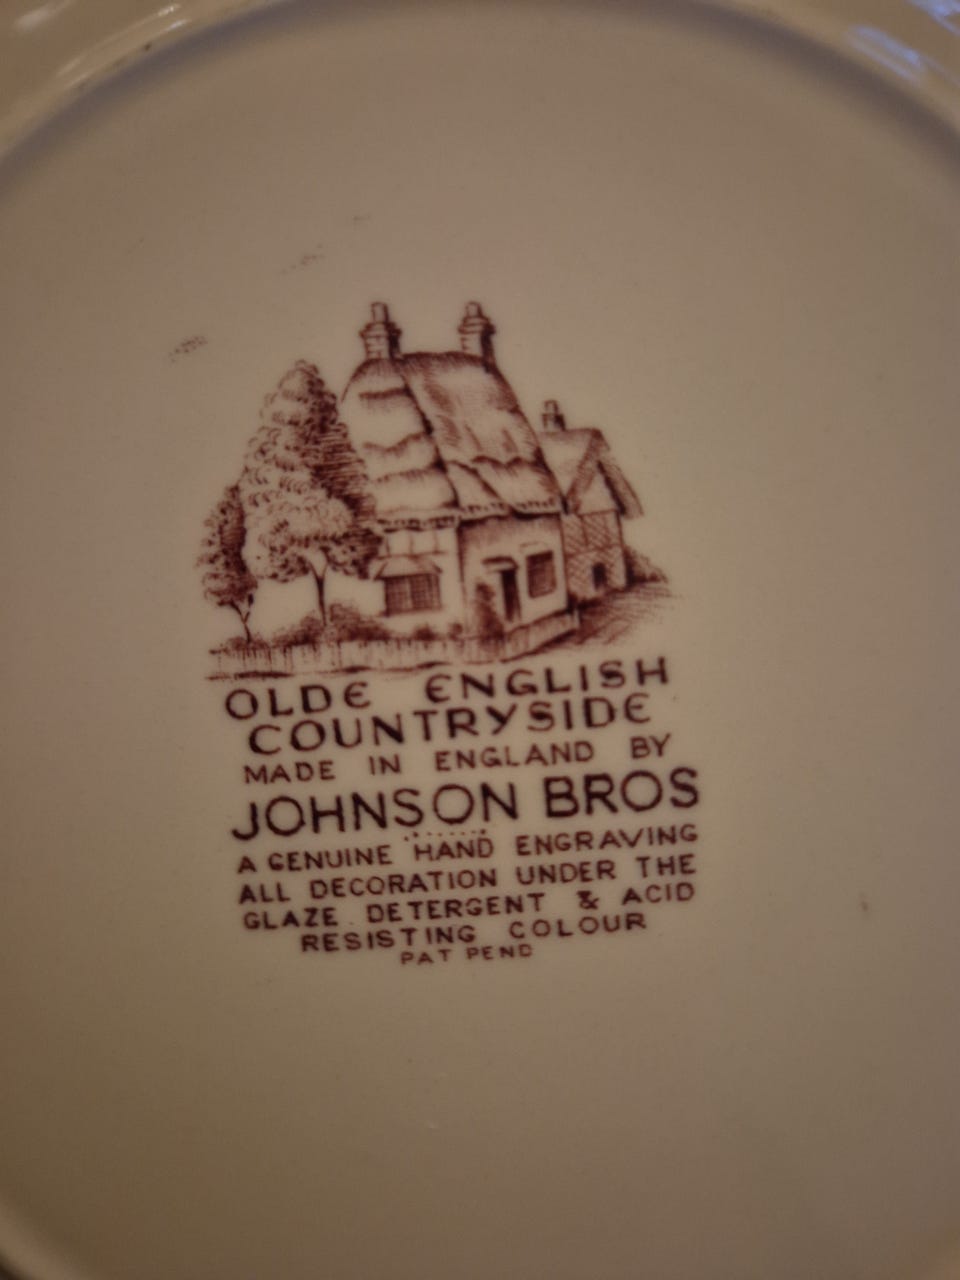 OLDE ENGLISH
COUNTRYSIDE
MADE IN ENGLAND BY
JOHNSON BROS
A GENUINE HAND ENGRAVING
ALL DECORATION UNDER THE
GLAZE DETERGENT & ACID
RESISTING COLOUR
PAT PEND